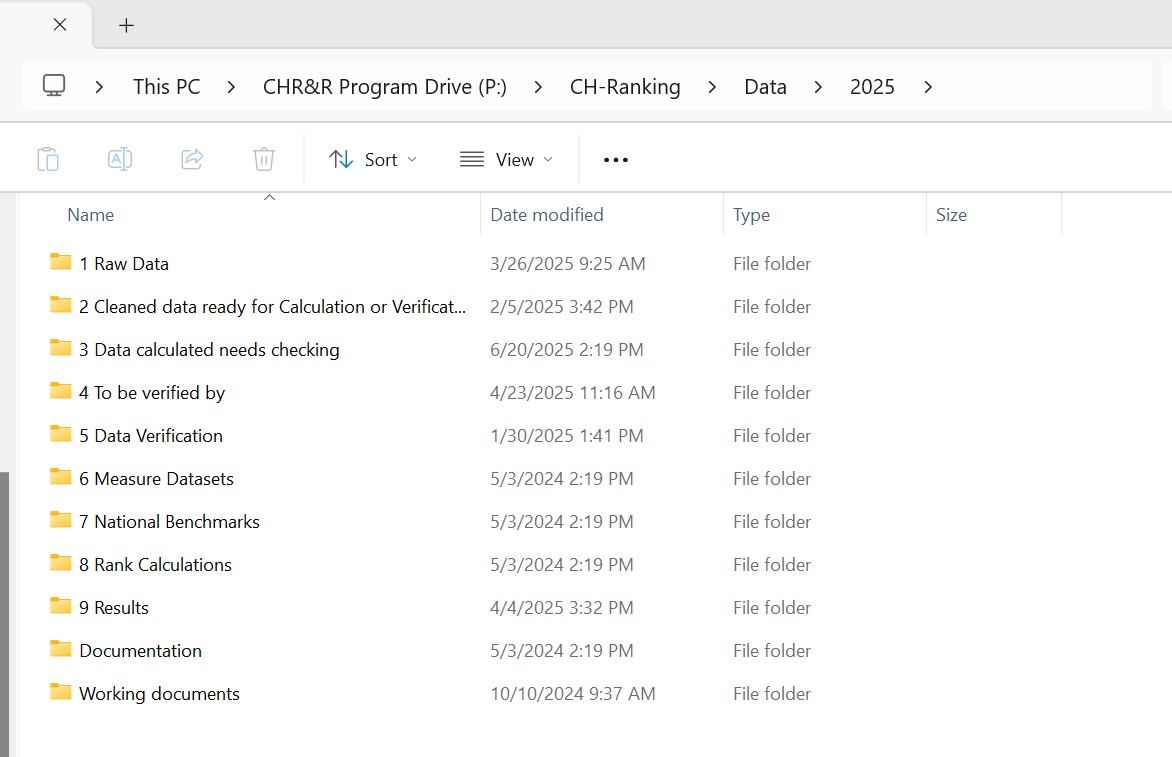 This PC > CHR&R Program Drive (P:) > CH-Ranking > Data > 2025 >
Sort View
Name Date modified Type Size
1 Raw Data 3/26/2025 9:25 AM File folder
2 Cleaned data ready for Calculation or Verificat... 2/5/2025 3:42 PM File folder
3 Data calculated needs checking 6/20/2025 2:19 PM File folder
4 To be verified by 4/23/2025 11:16 AM File folder
5 Data Verification 1/30/2025 1:41 PM File folder
6 Measure Datasets 5/3/2024 2:19 PM File folder
7 National Benchmarks 5/3/2024 2:19 PM File folder
8 Rank Calculations 5/3/2024 2:19 PM File folder
9 Results 4/4/2025 3:32 PM File folder
Documentation 5/3/2024 2:19 PM File folder
Working documents 10/10/2024 9:37 AM File folder